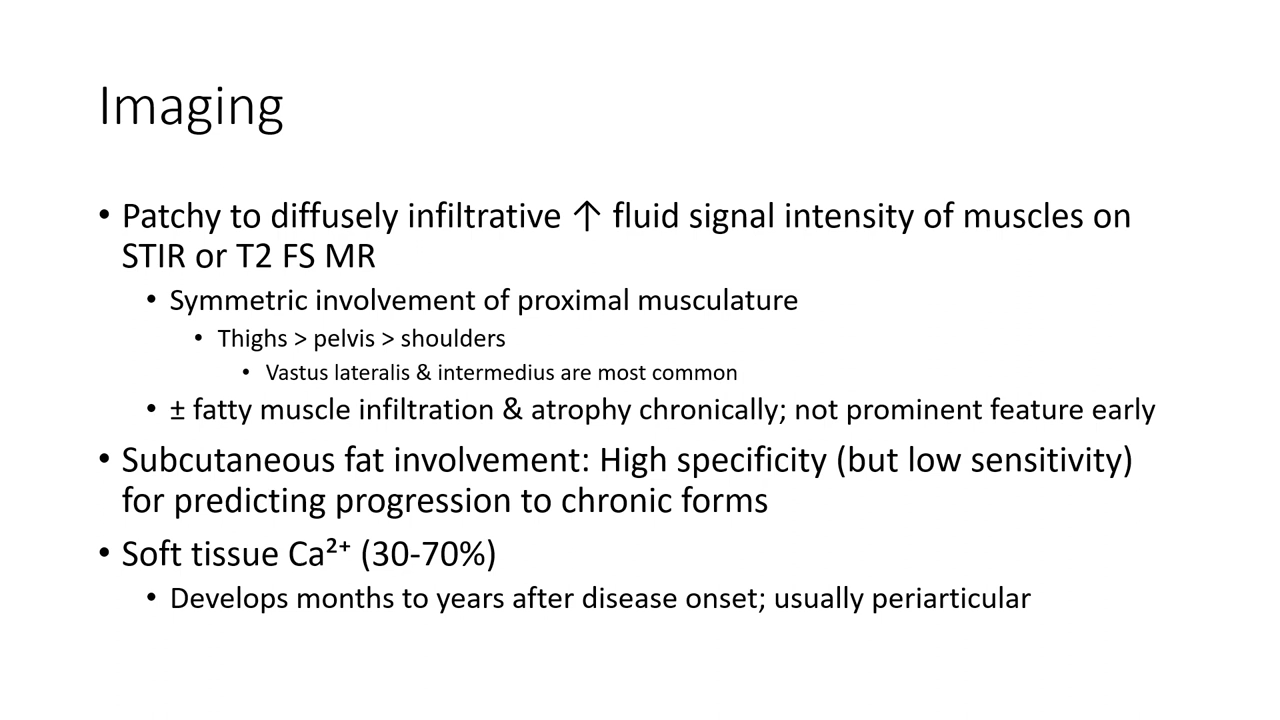 Imaging
• Patchy to diffusely infiltrative ↑ fluid signal intensity of muscles on
STIR or T2 FS MR
• Symmetric involvement of proximal musculature
• Thighs > pelvis > shoulders
• Vastus lateralis & intermedius are most common
• ± fatty muscle infiltration & atrophy chronically; not prominent feature early
• Subcutaneous fat involvement: High specificity (but low sensitivity)
for predicting progression to chronic forms
• Soft tissue Ca²⁺ (30-70%)
• Develops months to years after disease onset; usually periarticular